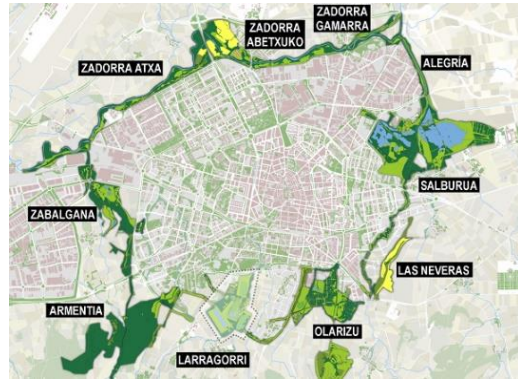 ZADORRA
GAMARRA
ZADORRA
ABETXUKO
ZADORRA ATXA
ALEGRÍA
SALBURUA
ZABALGANA
LAS NEVERAS
ARMENTIA
OLARIZU
LARRAGORRI